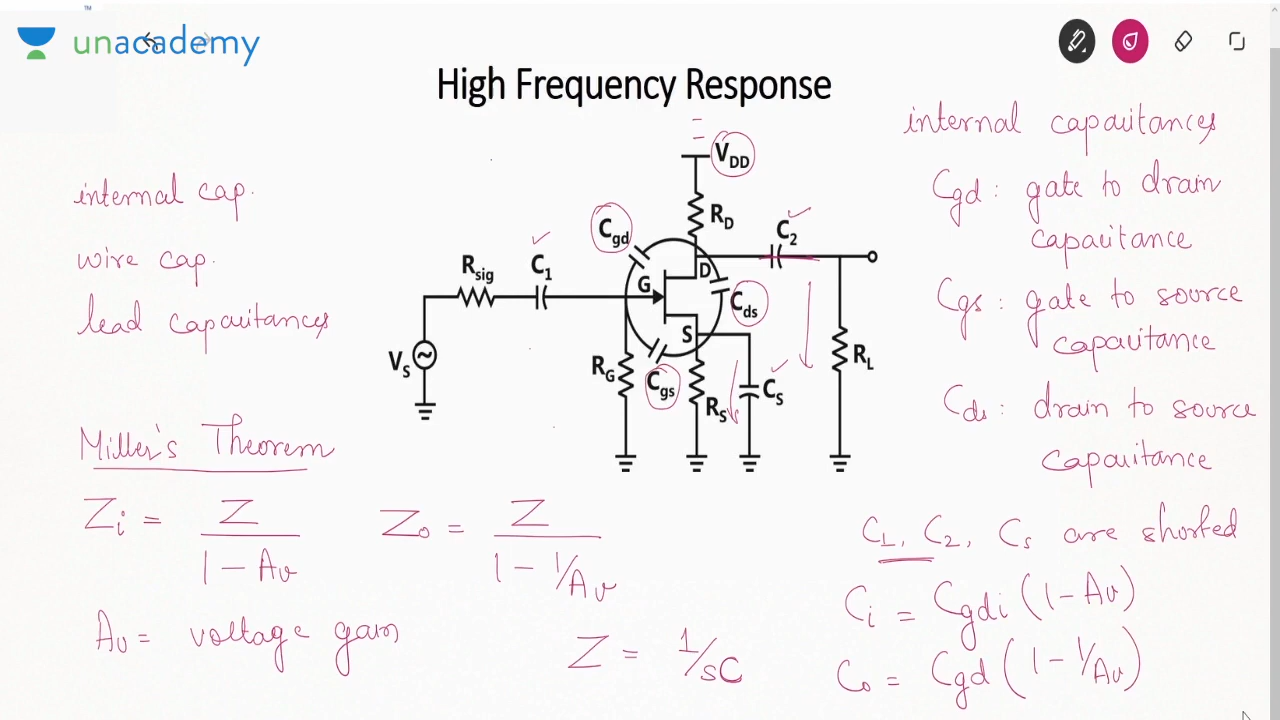 TM
unacademy
High Frequency Response
internal cap.
wire cap.
lead capacitances
VDD
RD
C2
Cgd
D
Rsig
C1
G
Cds
S
VS
RG
Cgs
RS
CS
RL
internal capacitances
Cgd : gate to drain
capacitance
Cgs : gate to source
capacitance
Cds : drain to source
capacitance
Miller's Theorem
Zi = Z / 1 - Av
Zo = Z / 1 - 1/Av
Av = voltage gain
Z = 1/sC
C1, C2, Cs are shorted
Ci = Cgdi (1 - Av)
Co = Cgd (1 - 1/Av)